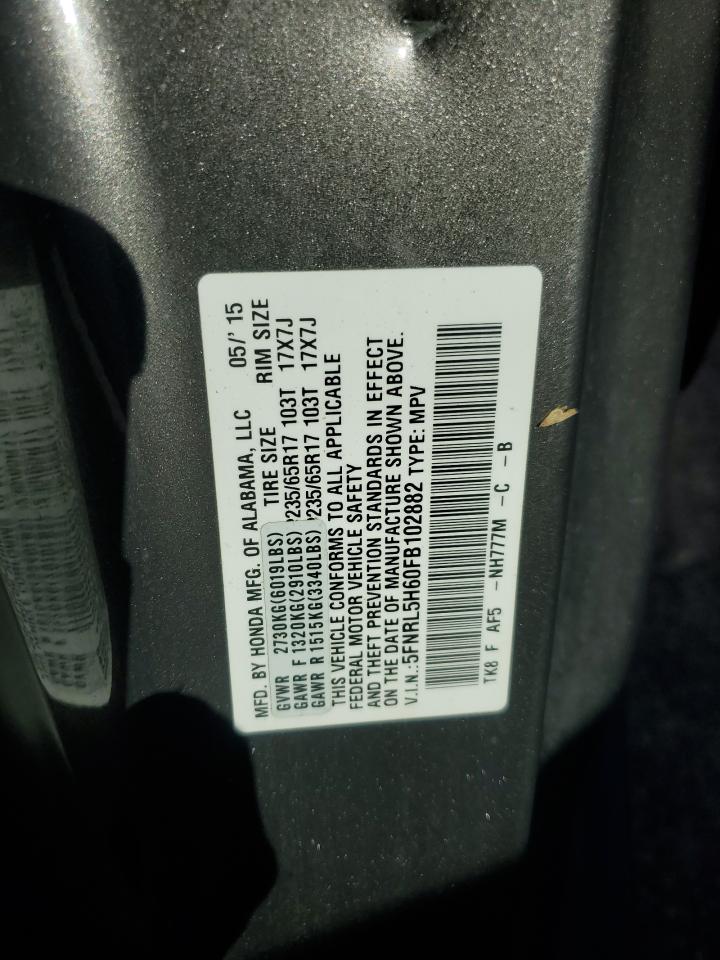 MFD. BY HONDA MFG. OF ALABAMA, LLC 05/' 15
GVWR 2730KG(6019LBS) TIRE SIZE RIM SIZE
GAWR F 1320KG(2910LBS) P235/65R17 103T 17X7J
GAWR R 1515KG(3340LBS) P235/65R17 103T 17X7J
THIS VEHICLE CONFORMS TO ALL APPLICABLE
FEDERAL MOTOR VEHICLE SAFETY
AND THEFT PREVENTION STANDARDS IN EFFECT
ON THE DATE OF MANUFACTURE SHOWN ABOVE.
V.I.N.:5FNRL5H60FB102882 TYPE: MPV
TK8 F AF5 -NH777M -C -B